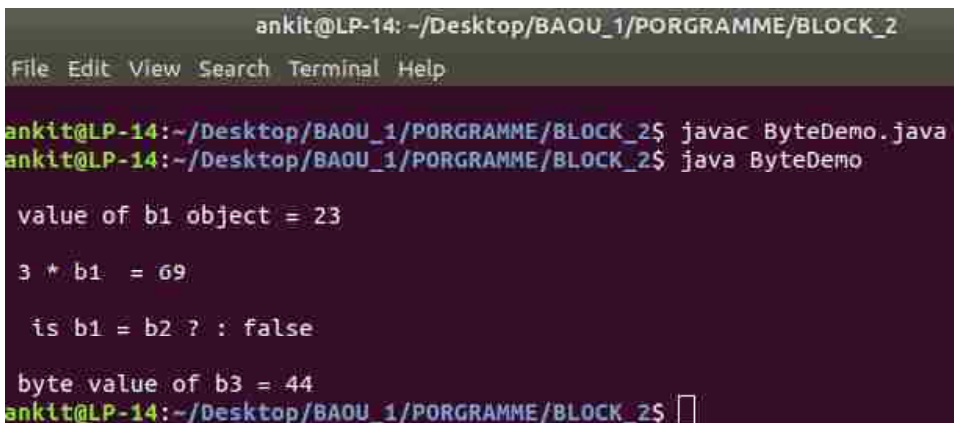 ankit@LP-14: ~/Desktop/BAOU_1/PORGRAMME/BLOCK_2
File Edit View Search Terminal Help
ankit@LP-14:~/Desktop/BAOU_1/PORGRAMME/BLOCK_2$ javac ByteDemo.java
ankit@LP-14:~/Desktop/BAOU_1/PORGRAMME/BLOCK_2$ java ByteDemo
value of b1 object = 23
3 * b1  = 69
is b1 = b2 ? : false
byte value of b3 = 44
ankit@LP-14:~/Desktop/BAOU_1/PORGRAMME/BLOCK_2$